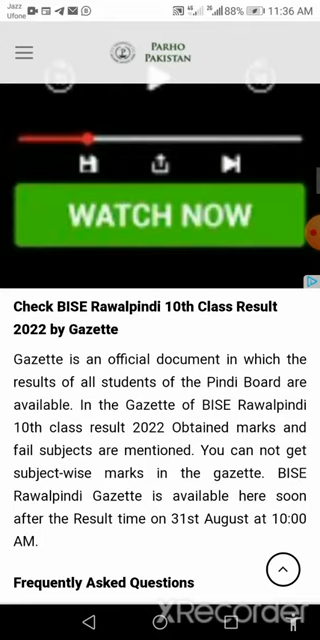 Jazz
Ufone
88%
11:36 AM
PARHO
PAKISTAN
WATCH NOW
Check BISE Rawalpindi 10th Class Result
2022 by Gazette
Gazette is an official document in which the
results of all students of the Pindi Board are
available. In the Gazette of BISE Rawalpindi
10th class result 2022 Obtained marks and
fail subjects are mentioned. You can not get
subject-wise marks in the gazette. BISE
Rawalpindi Gazette is available here soon
after the Result time on 31st August at 10:00
AM.
Frequently Asked Questions
XRecorder